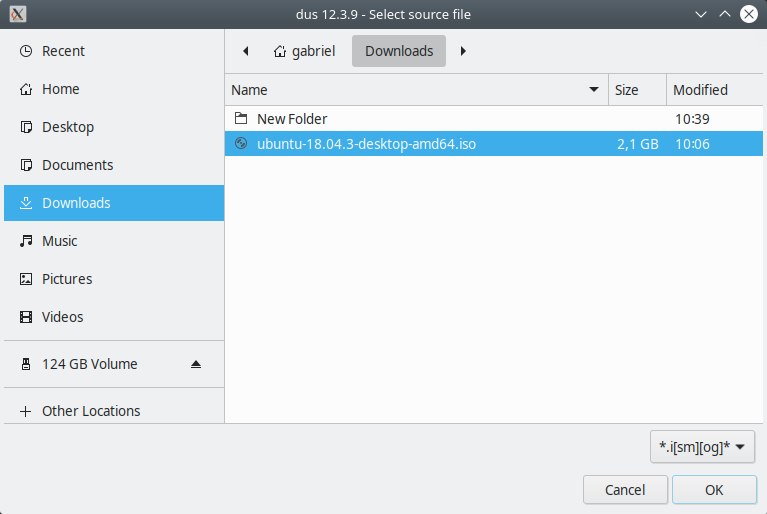 dus 12.3.9 - Select source file
Recent
Home
Desktop
Documents
Downloads
Music
Pictures
Videos
124 GB Volume
Other Locations
gabriel Downloads
Name Size Modified
New Folder 10:39
ubuntu-18.04.3-desktop-amd64.iso 2,1 GB 10:06
*.i[sm][og]*
Cancel OK